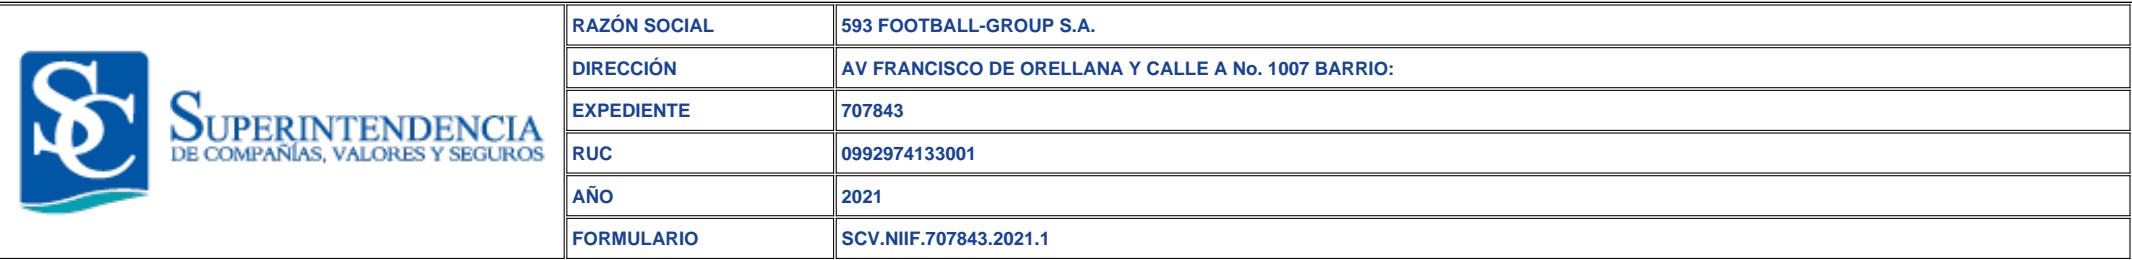 SC
SUPERINTENDENCIA
DE COMPAÑÍAS, VALORES Y SEGUROS
RAZÓN SOCIAL 593 FOOTBALL-GROUP S.A.
DIRECCIÓN AV FRANCISCO DE ORELLANA Y CALLE A No. 1007 BARRIO:
EXPEDIENTE 707843
RUC 0992974133001
AÑO 2021
FORMULARIO SCV.NIIF.707843.2021.1